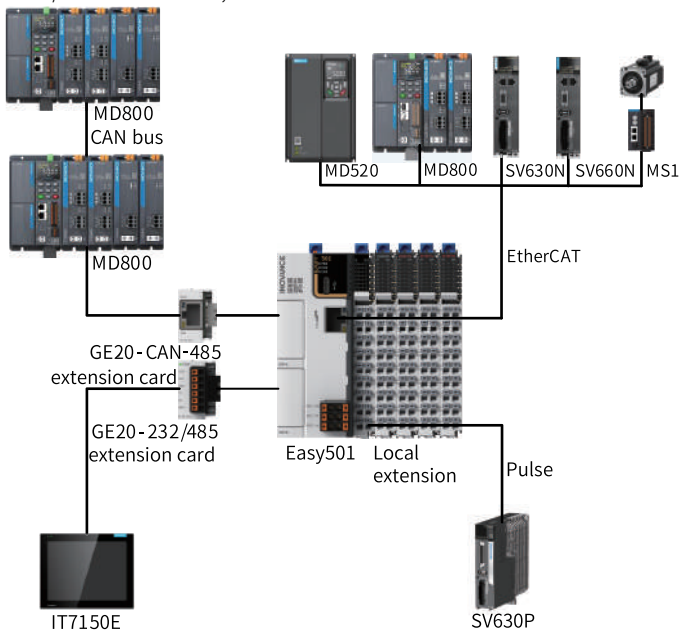 MD800
CAN bus
MD520
MD800
SV630N
SV660N
MS1
MD800
EtherCAT
INOVANCE
GE20-CAN-485
extension card
GE20-232/485
extension card
Easy501
Local
extension
Pulse
IT7150E
SV630P